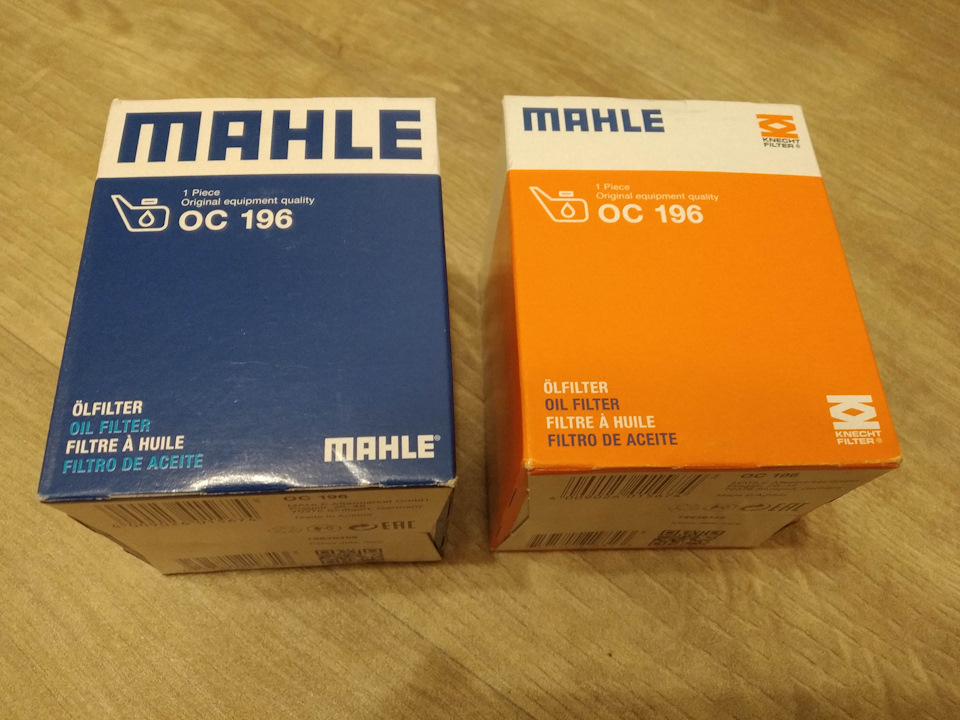 MAHLE
1 Piece
Original equipment quality
OC 196
ÖLFILTER
OIL FILTER
FILTRE À HUILE
FILTRO DE ACEITE
MAHLE®
OC 196
EAC
MAHLE
KNECHT
FILTER®
1 Piece
Original equipment quality
OC 196
ÖLFILTER
OIL FILTER
FILTRE À HUILE
FILTRO DE ACEITE
KNECHT
FILTER®
OC 196